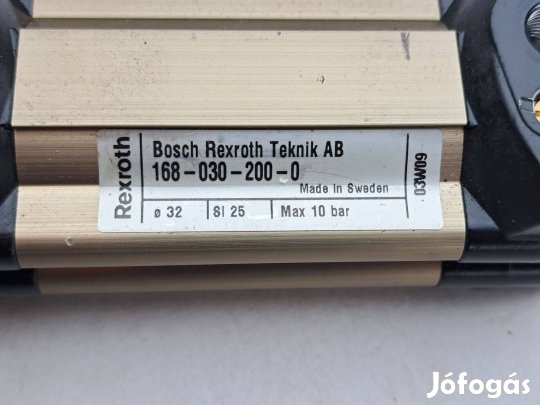 Rexroth
Bosch Rexroth Teknik AB
168-030-200-0
Made in Sweden
ø 32 Sl 25 Max 10 bar
03W09
Jófogás